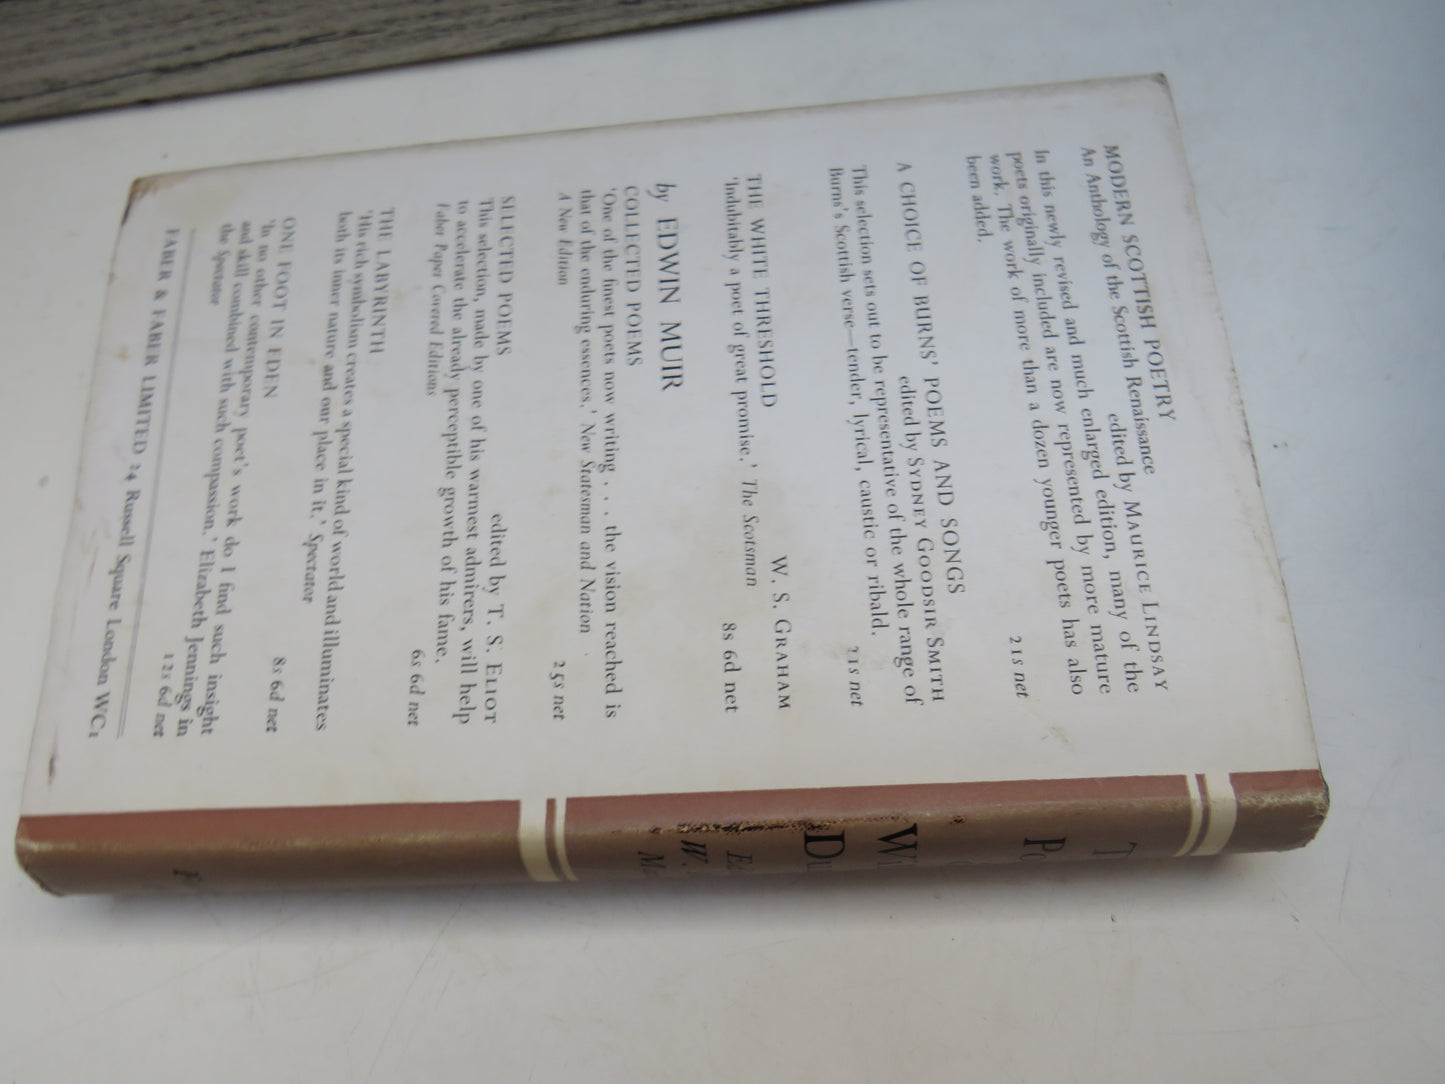 MODERN SCOTTISH POETRY
An Anthology of the Scottish Renaissance
edited by MAURICE LINDSAY
In this newly revised and much enlarged edition, many of the
poets originally included are now represented by more mature
work. The work of more than a dozen younger poets has also
been added.
21s net
A CHOICE OF BURNS' POEMS AND SONGS
edited by SYDNEY GOODSIR SMITH
This selection sets out to be representative of the whole range of
Burns's Scottish verse—tender, lyrical, caustic or ribald.
21s net
THE WHITE THRESHOLD
W. S. GRAHAM
'Indubitably a poet of great promise.' The Scotsman
8s 6d net
by EDWIN MUIR
COLLECTED POEMS
'One of the finest poets now writing . . . the vision reached is
that of the enduring essences.' New Statesman and Nation
A New Edition
25s net
SELECTED POEMS
edited by T. S. ELIOT
This selection, made by one of his warmest admirers, will help
to accelerate the already perceptible growth of his fame.
Faber Paper Covered Editions
6s 6d net
THE LABYRINTH
'His rich symbolism creates a special kind of world and illuminates
both its inner nature and our place in it.' Spectator
8s 6d net
ONE FOOT IN EDEN
'In no other contemporary poet's work do I find such insight
and skill combined with such compassion.' Elizabeth Jennings in
the Spectator
12s 6d net
FABER & FABER LIMITED 24 Russell Square London WC1